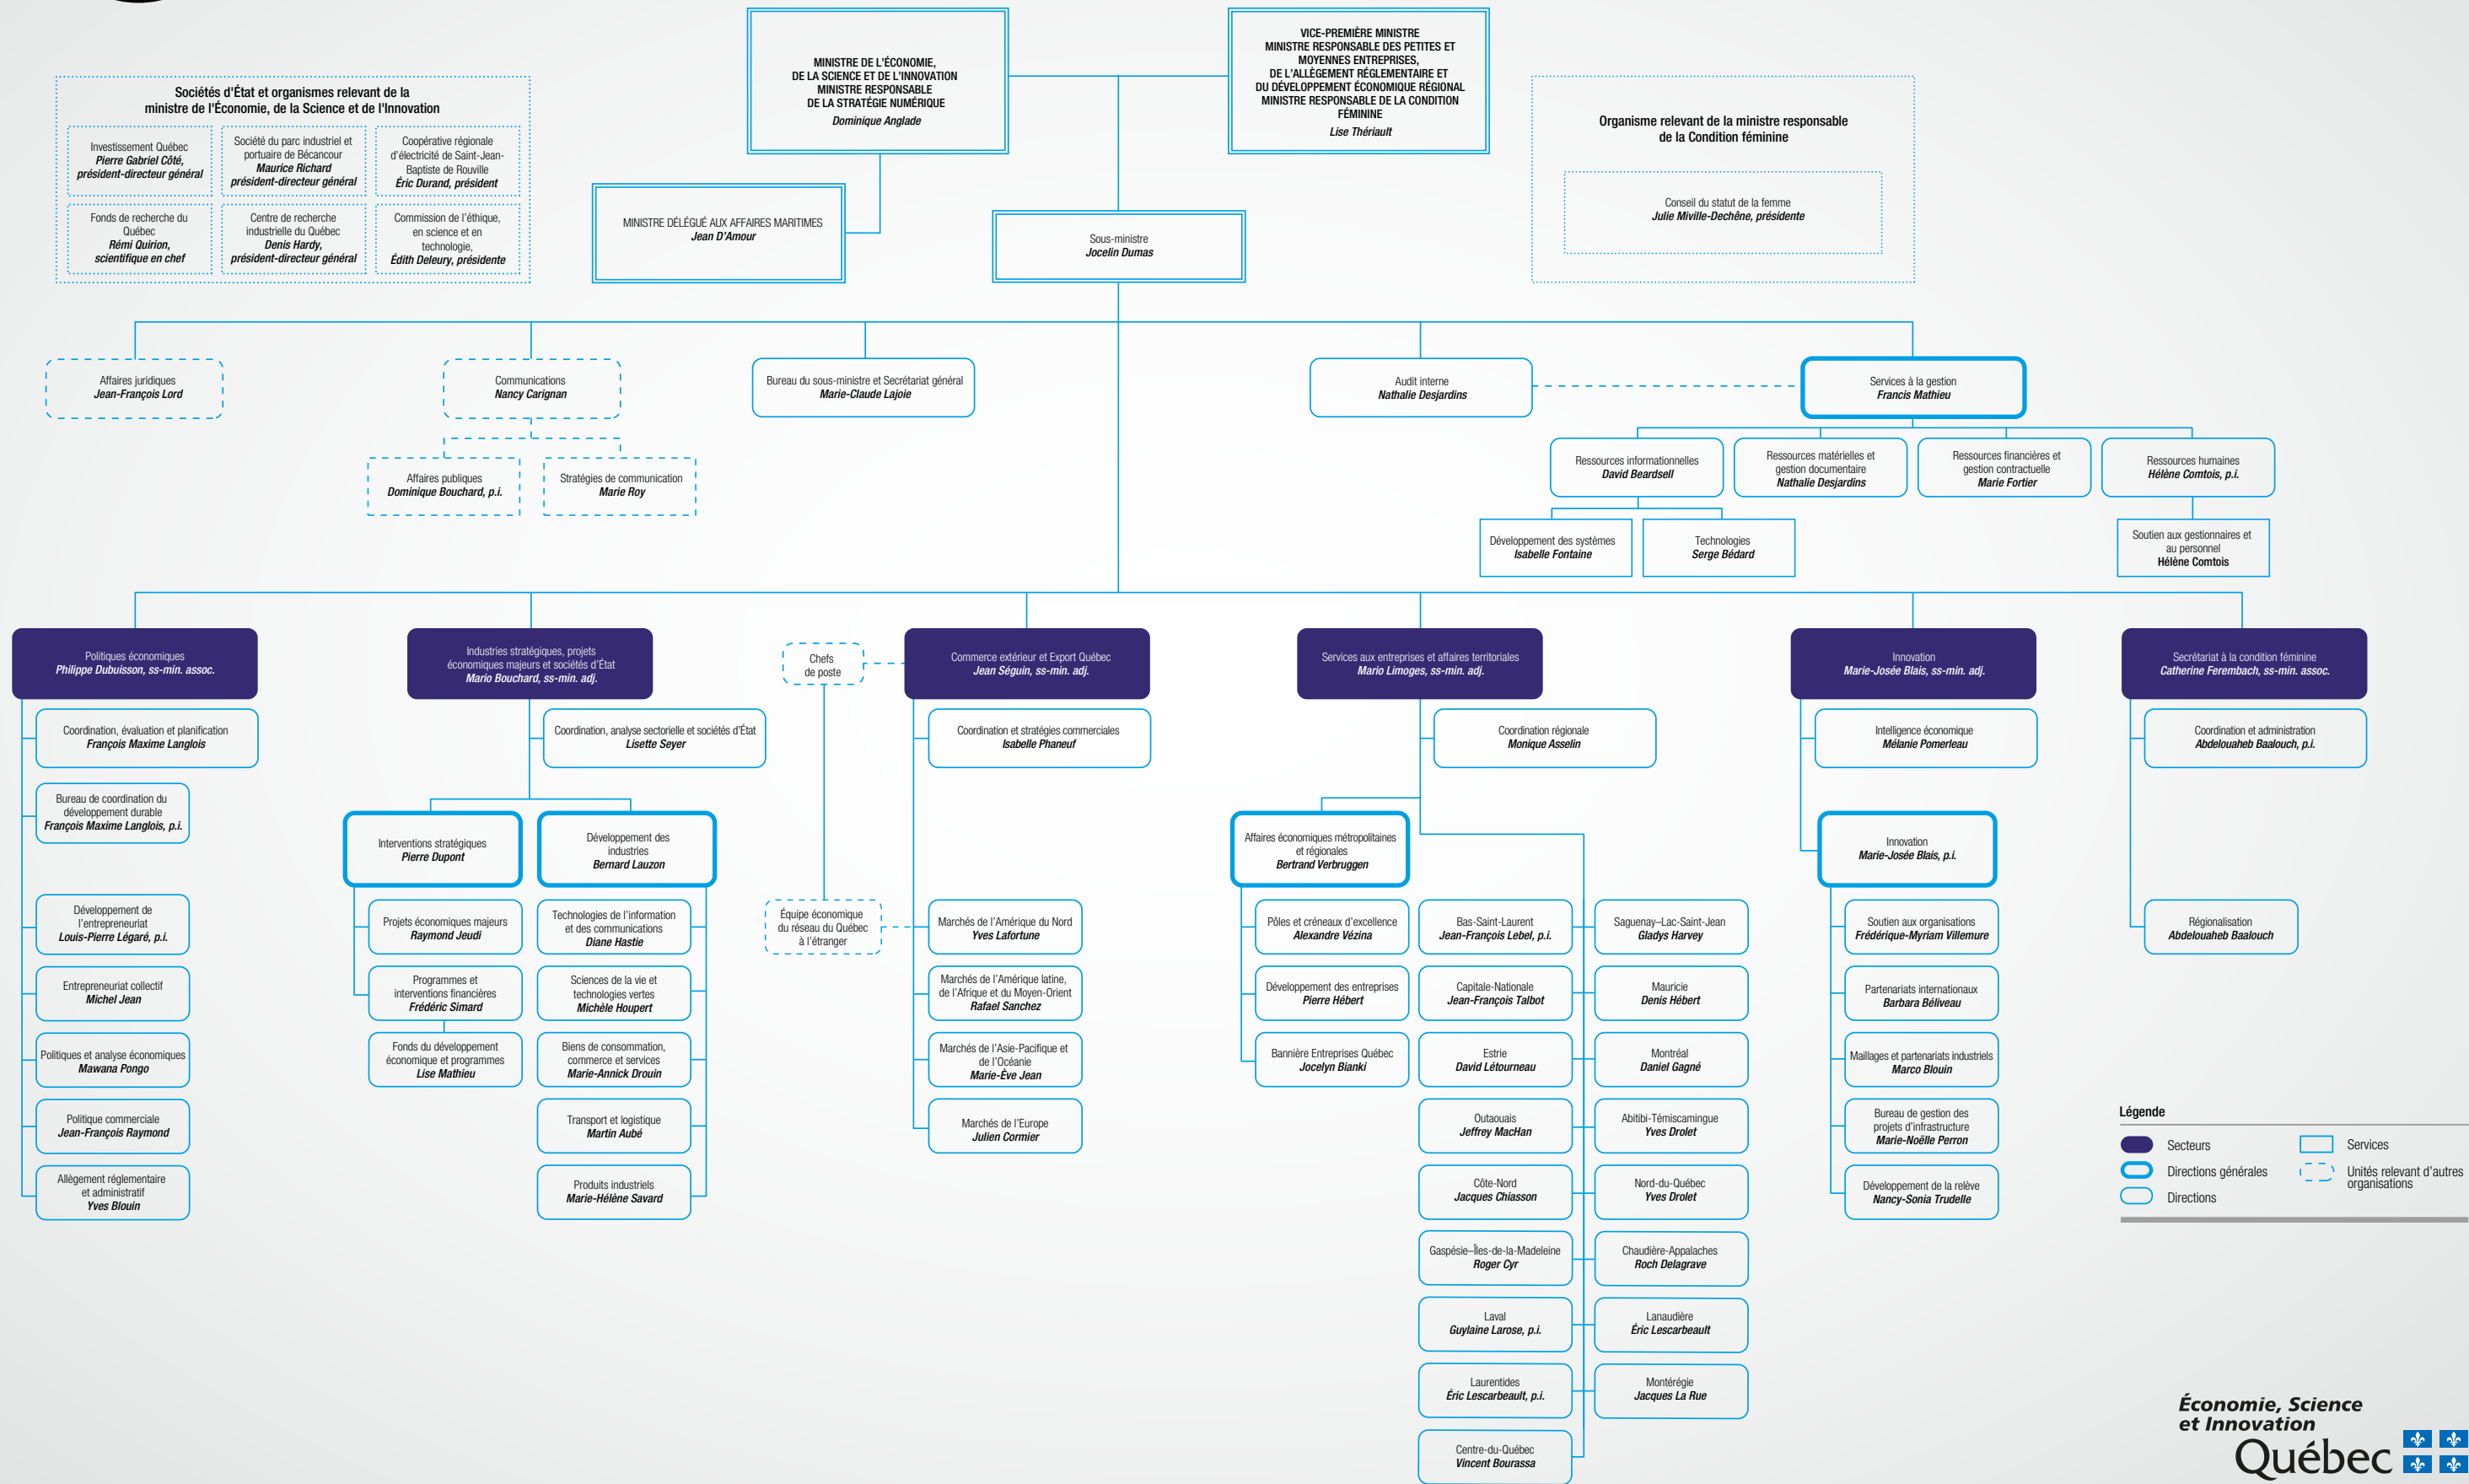 MINISTRE DE L'ÉCONOMIE,
DE LA SCIENCE ET DE L'INNOVATION
MINISTRE RESPONSABLE
DE LA STRATÉGIE NUMÉRIQUE
Dominique Anglade
VICE-PREMIÈRE MINISTRE
MINISTRE RESPONSABLE DES PETITES ET
MOYENNES ENTREPRISES,
DE L'ALLÈGEMENT RÉGLEMENTAIRE ET
DU DÉVELOPPEMENT ÉCONOMIQUE RÉGIONAL
MINISTRE RESPONSABLE DE LA CONDITION
FÉMININE
Lise Thériault
Sociétés d'État et organismes relevant de la
ministre de l'Économie, de la Science et de l'Innovation
Investissement Québec
Pierre Gabriel Côté,
président-directeur général
Société du parc industriel et
portuaire de Bécancour
Maurice Richard
président-directeur général
Coopérative régionale
d'électricité de Saint-Jean-
Baptiste de Rouville
Éric Durand, président
Fonds de recherche du
Québec
Rémi Quirion,
scientifique en chef
Centre de recherche
industrielle du Québec
Denis Hardy,
président-directeur général
Commission de l'éthique,
en science et en
technologie,
Édith Deleury, présidente
MINISTRE DÉLÉGUÉ AUX AFFAIRES MARITIMES
Jean D'Amour
Sous-ministre
Jocelin Dumas
Organisme relevant de la ministre responsable
de la Condition féminine
Conseil du statut de la femme
Julie Miville-Dechêne, présidente
Affaires juridiques
Jean-François Lord
Communications
Nancy Carignan
Bureau du sous-ministre et Secrétariat général
Marie-Claude Lajoie
Audit interne
Nathalie Desjardins
Services à la gestion
Francis Mathieu
Affaires publiques
Dominique Bouchard, p.i.
Stratégies de communication
Marie Roy
Ressources informationnelles
David Beardsell
Ressources matérielles et
gestion documentaire
Nathalie Desjardins
Ressources financières et
gestion contractuelle
Marie Fortier
Ressources humaines
Hélène Comtois, p.i.
Développement des systèmes
Isabelle Fontaine
Technologies
Serge Bédard
Soutien aux gestionnaires et
au personnel
Hélène Comtois
Politiques économiques
Philippe Dubuisson, ss-min. assoc.
Coordination, évaluation et planification
François Maxime Langlois
Bureau de coordination du
développement durable
François Maxime Langlois, p.i.
Développement de
l'entrepreneuriat
Louis-Pierre Légaré, p.i.
Entrepreneuriat collectif
Michel Jean
Politiques et analyse économiques
Mawana Pongo
Politique commerciale
Jean-François Raymond
Allègement réglementaire
et administratif
Yves Blouin
Industries stratégiques, projets
économiques majeurs et sociétés d'État
Mario Bouchard, ss-min. adj.
Coordination, analyse sectorielle et sociétés d'État
Lisette Seyer
Interventions stratégiques
Pierre Dupont
Projets économiques majeurs
Raymond Jeudi
Programmes et
interventions financières
Frédéric Simard
Fonds du développement
économique et programmes
Lise Mathieu
Développement des
industries
Bernard Lauzon
Technologies de l'information
et des communications
Diane Hastie
Sciences de la vie et
technologies vertes
Michèle Houpert
Biens de consommation,
commerce et services
Marie-Annick Drouin
Transport et logistique
Martin Aubé
Produits industriels
Marie-Hélène Savard
Chefs
de poste
Équipe économique
du réseau du Québec
à l'étranger
Commerce extérieur et Export Québec
Jean Séguin, ss-min. adj.
Coordination et stratégies commerciales
Isabelle Phaneuf
Marchés de l'Amérique du Nord
Yves Lafortune
Marchés de l'Amérique latine,
de l'Afrique et du Moyen-Orient
Rafael Sanchez
Marchés de l'Asie-Pacifique et
de l'Océanie
Marie-Ève Jean
Marchés de l'Europe
Julien Cormier
Services aux entreprises et affaires territoriales
Mario Limoges, ss-min. adj.
Coordination régionale
Monique Asselin
Affaires économiques métropolitaines
et régionales
Bertrand Verbruggen
Pôles et créneaux d'excellence
Alexandre Vézina
Développement des entreprises
Pierre Hébert
Bannière Entreprises Québec
Jocelyn Bianki
Bas-Saint-Laurent
Jean-François Lebel, p.i.
Saguenay–Lac-Saint-Jean
Gladys Harvey
Capitale-Nationale
Jean-François Talbot
Mauricie
Denis Hébert
Estrie
David Létourneau
Montréal
Daniel Gagné
Outaouais
Jeffrey MacHan
Abitibi-Témiscamingue
Yves Drolet
Côte-Nord
Jacques Chiasson
Nord-du-Québec
Yves Drolet
Gaspésie–Îles-de-la-Madeleine
Roger Cyr
Chaudière-Appalaches
Roch Delagrave
Laval
Guylaine Larose, p.i.
Lanaudière
Éric Lescarbeault
Laurentides
Éric Lescarbeault, p.i.
Montérégie
Jacques La Rue
Centre-du-Québec
Vincent Bourassa
Innovation
Marie-Josée Blais, ss-min. adj.
Intelligence économique
Mélanie Pomerleau
Innovation
Marie-Josée Blais, p.i.
Soutien aux organisations
Frédérique-Myriam Villemure
Partenariats internationaux
Barbara Béliveau
Maillages et partenariats industriels
Marco Blouin
Bureau de gestion des
projets d'infrastructure
Marie-Noëlle Perron
Développement de la relève
Nancy-Sonia Trudelle
Secrétariat à la condition féminine
Catherine Ferembach, ss-min. assoc.
Coordination et administration
Abdelouaheb Baalouch, p.i.
Régionalisation
Abdelouaheb Baalouch
Légende
Secteurs
Directions générales
Directions
Services
Unités relevant d'autres
organisations
Économie, Science
et Innovation
Québec